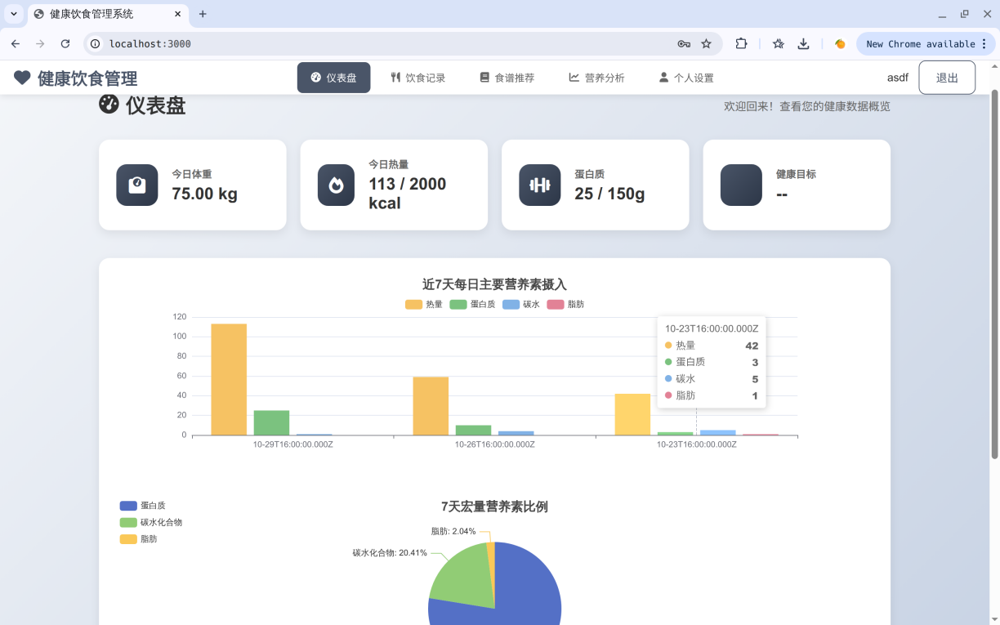 健康饮食管理系统
localhost:3000
New Chrome available
健康饮食管理
仪表盘
饮食记录
食谱推荐
营养分析
个人设置
asdf
退出
仪表盘
欢迎回来！查看您的健康数据概览
今日体重
75.00 kg
今日热量
113 / 2000
kcal
蛋白质
25 / 150g
健康目标
--
近7天每日主要营养素摄入
热量 蛋白质 碳水 脂肪
120
100
80
60
40
20
0
10-23T16:00:00.000Z
热量 42
蛋白质 3
碳水 5
脂肪 1
10-29T16:00:00.000Z
10-26T16:00:00.000Z
10-23T16:00:00.000Z
蛋白质
碳水化合物
脂肪
7天宏量营养素比例
脂肪: 2.04%
碳水化合物: 20.41%